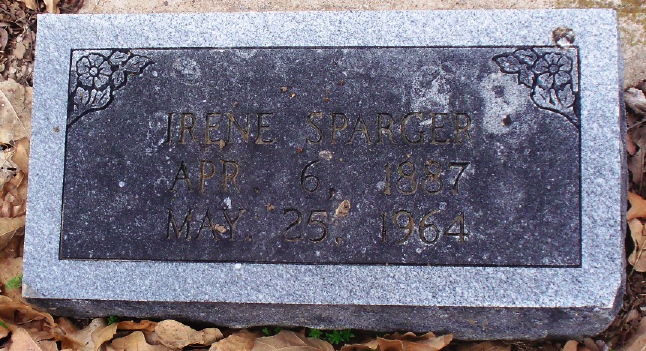 IRENE SPARGER
APR. 6, 1887
MAY. 25, 1964